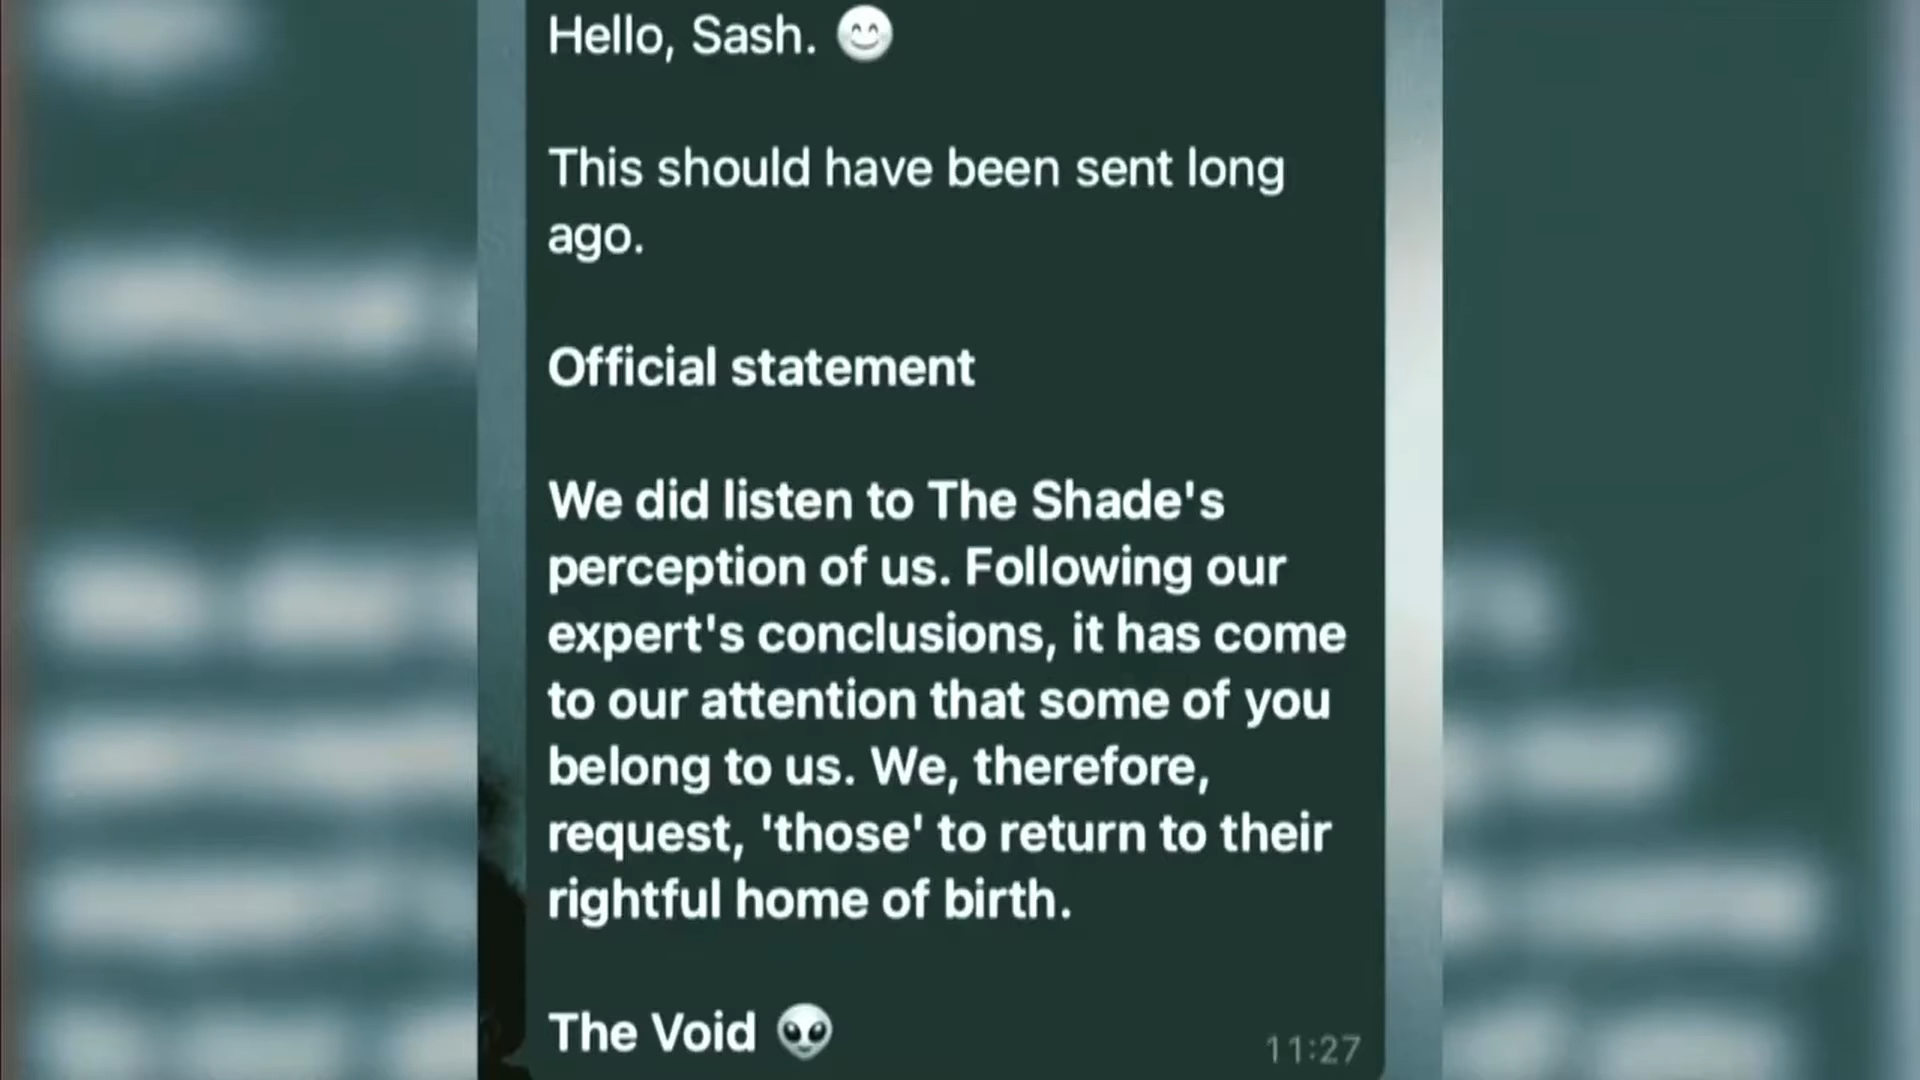 Hello, Sash. 😊
This should have been sent long
ago.
Official statement
We did listen to The Shade's
perception of us. Following our
expert's conclusions, it has come
to our attention that some of you
belong to us. We, therefore,
request, 'those' to return to their
rightful home of birth.
The Void 👽
11:27